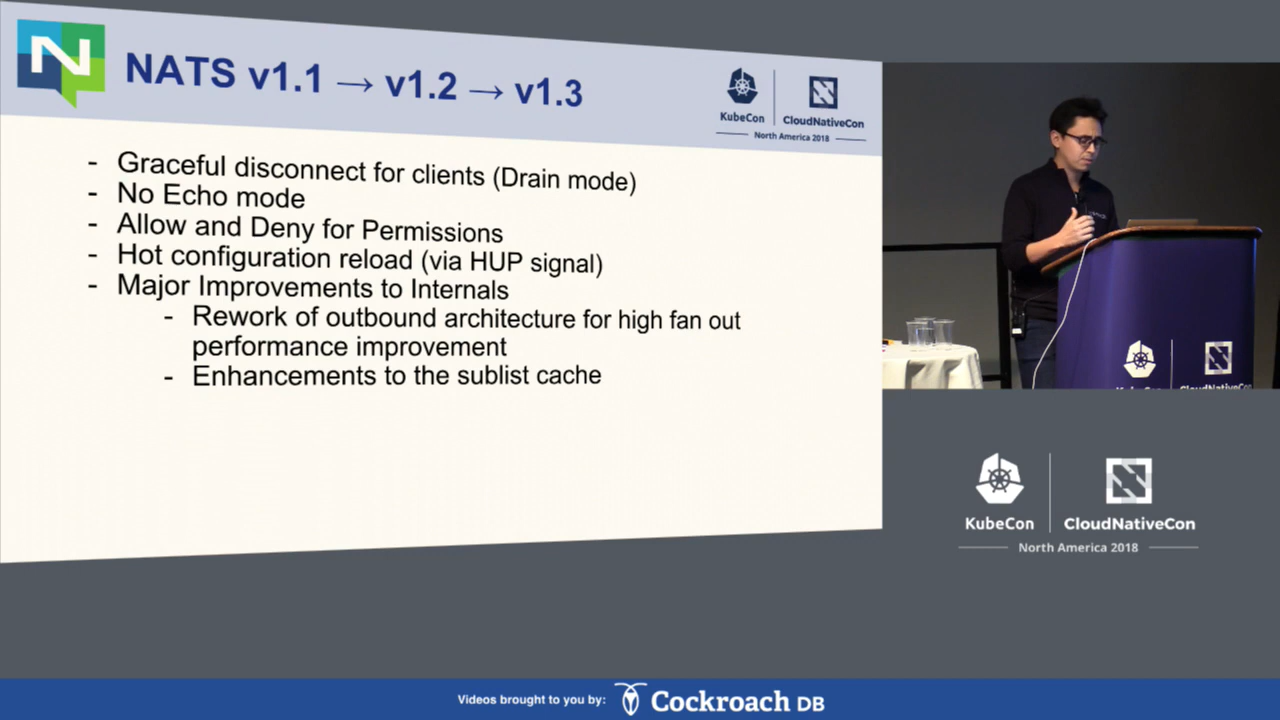 NATS v1.1 → v1.2 → v1.3
KubeCon
CloudNativeCon
North America 2018
- Graceful disconnect for clients (Drain mode)
- No Echo mode
- Allow and Deny for Permissions
- Hot configuration reload (via HUP signal)
- Major Improvements to Internals
- Rework of outbound architecture for high fan out
performance improvement
- Enhancements to the sublist cache
KubeCon
CloudNativeCon
North America 2018
Videos brought to you by:
Cockroach DB